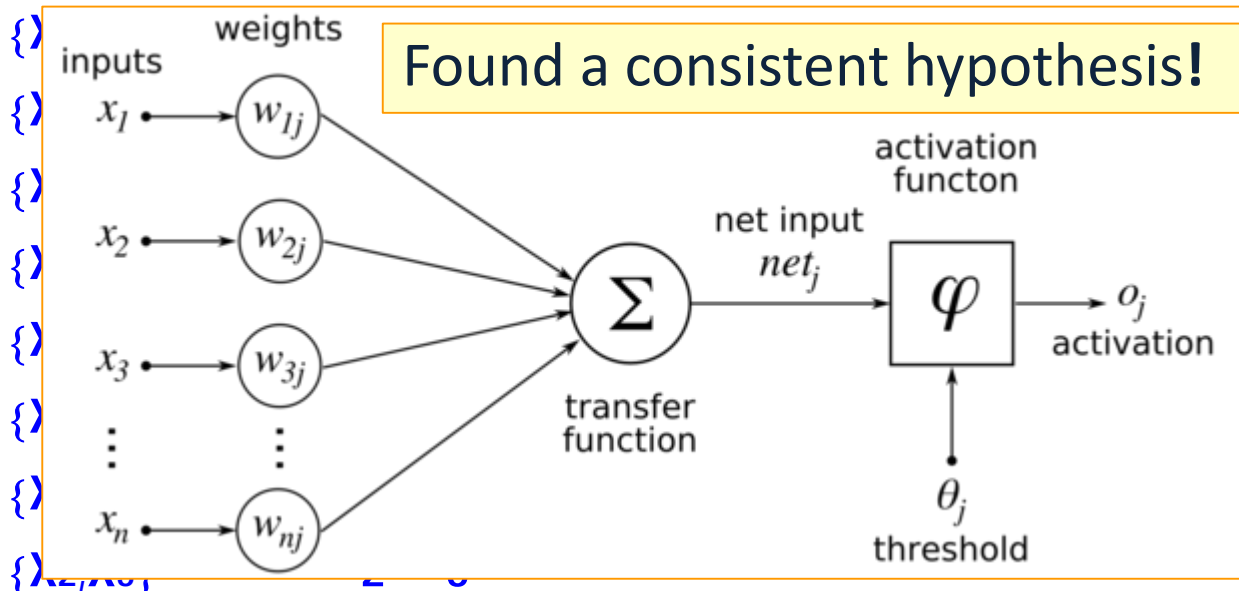 weights
Found a consistent hypothesis!
inputs
x1
w1j
activation
functon
x2
w2j
net input
netj
Σ
φ
oj
activation
x3
w3j
transfer
function
⋮ ⋮
θj
threshold
xn
wnj